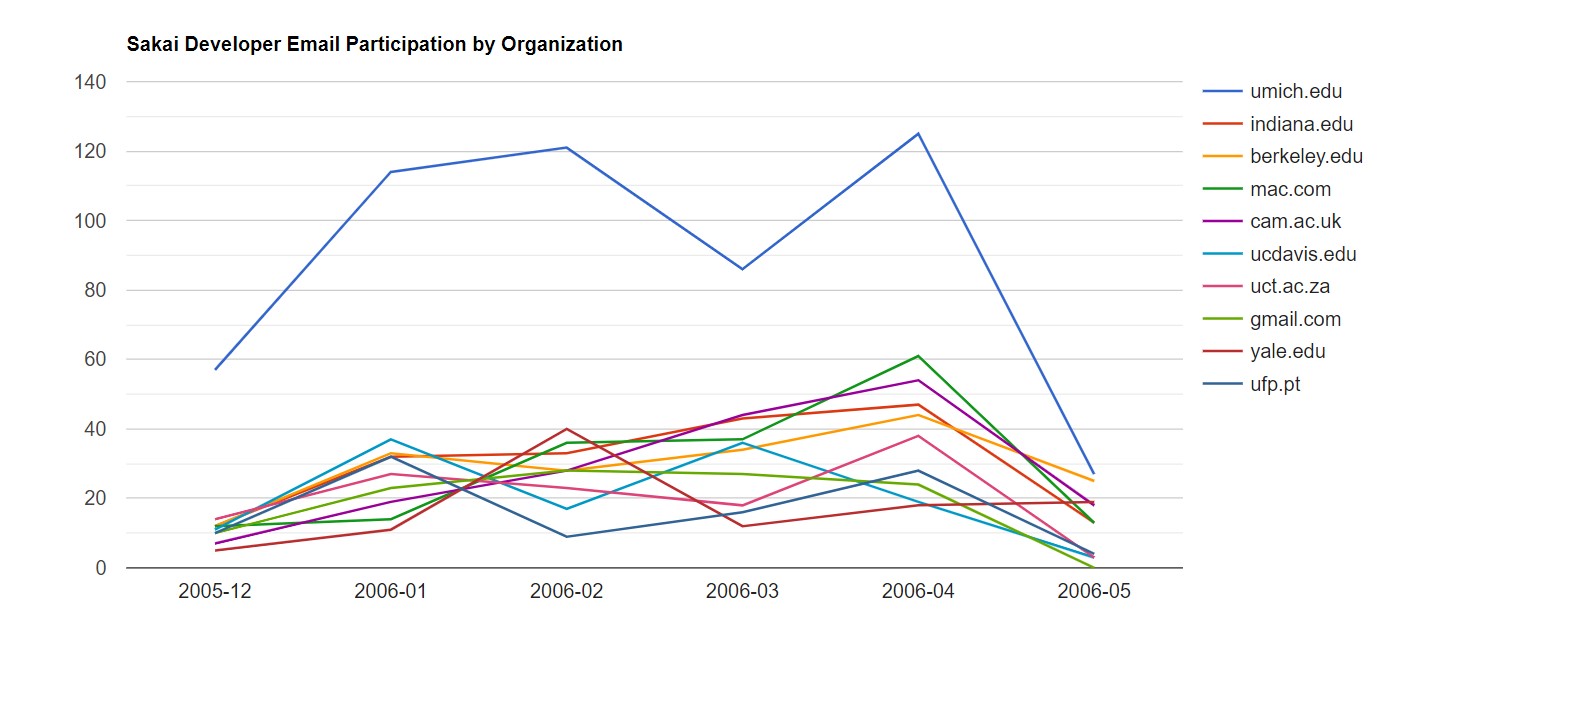 Sakai Developer Email Participation by Organization
140
120
100
80
60
40
20
0
2005-12 2006-01 2006-02 2006-03 2006-04 2006-05
umich.edu
indiana.edu
berkeley.edu
mac.com
cam.ac.uk
ucdavis.edu
uct.ac.za
gmail.com
yale.edu
ufp.pt